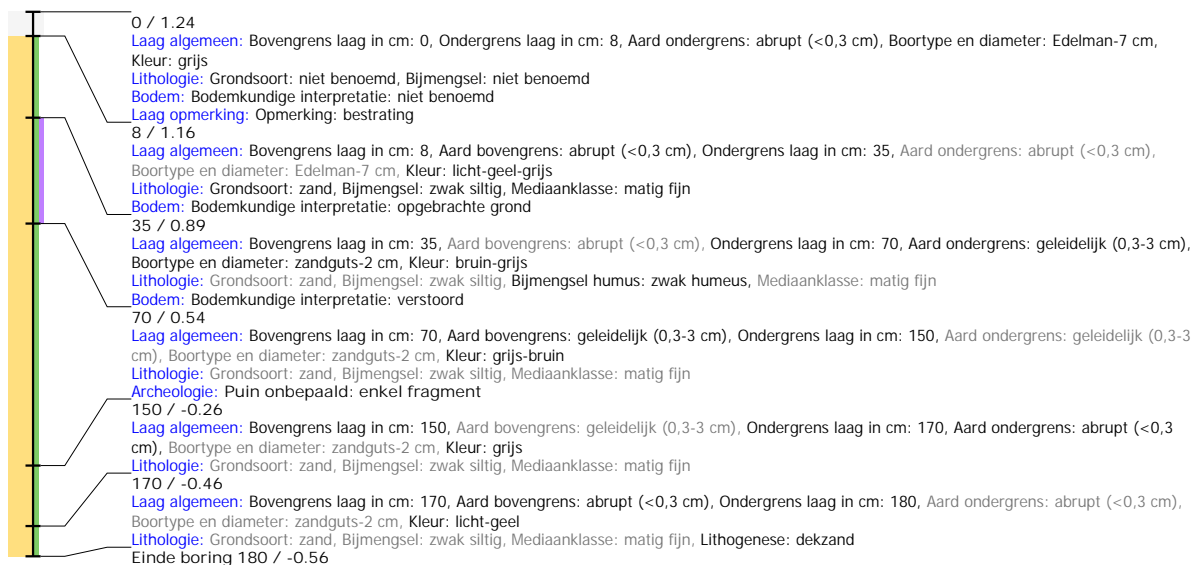 0 / 1.24
Laag algemeen: Bovengrens laag in cm: 0, Ondergrens laag in cm: 8, Aard ondergrens: abrupt (<0,3 cm), Boortype en diameter: Edelman-7 cm,
Kleur: grijs
Lithologie: Grondsoort: niet benoemd, Bijmengsel: niet benoemd
Bodem: Bodemkundige interpretatie: niet benoemd
Laag opmerking: Opmerking: bestrating
8 / 1.16
Laag algemeen: Bovengrens laag in cm: 8, Aard bovengrens: abrupt (<0,3 cm), Ondergrens laag in cm: 35, Aard ondergrens: abrupt (<0,3 cm),
Boortype en diameter: Edelman-7 cm, Kleur: licht-geel-grijs
Lithologie: Grondsoort: zand, Bijmengsel: zwak siltig, Mediaanklasse: matig fijn
Bodem: Bodemkundige interpretatie: opgebrachte grond
35 / 0.89
Laag algemeen: Bovengrens laag in cm: 35, Aard bovengrens: abrupt (<0,3 cm), Ondergrens laag in cm: 70, Aard ondergrens: geleidelijk (0,3-3 cm),
Boortype en diameter: zandguts-2 cm, Kleur: bruin-grijs
Lithologie: Grondsoort: zand, Bijmengsel: zwak siltig, Bijmengsel humus: zwak humeus, Mediaanklasse: matig fijn
Bodem: Bodemkundige interpretatie: verstoord
70 / 0.54
Laag algemeen: Bovengrens laag in cm: 70, Aard bovengrens: geleidelijk (0,3-3 cm), Ondergrens laag in cm: 150, Aard ondergrens: geleidelijk (0,3-3
cm), Boortype en diameter: zandguts-2 cm, Kleur: grijs-bruin
Lithologie: Grondsoort: zand, Bijmengsel: zwak siltig, Mediaanklasse: matig fijn
Archeologie: Puin onbepaald: enkel fragment
150 / -0.26
Laag algemeen: Bovengrens laag in cm: 150, Aard bovengrens: geleidelijk (0,3-3 cm), Ondergrens laag in cm: 170, Aard ondergrens: abrupt (<0,3
cm), Boortype en diameter: zandguts-2 cm, Kleur: grijs
Lithologie: Grondsoort: zand, Bijmengsel: zwak siltig, Mediaanklasse: matig fijn
170 / -0.46
Laag algemeen: Bovengrens laag in cm: 170, Aard bovengrens: abrupt (<0,3 cm), Ondergrens laag in cm: 180, Aard ondergrens: abrupt (<0,3 cm),
Boortype en diameter: zandguts-2 cm, Kleur: licht-geel
Lithologie: Grondsoort: zand, Bijmengsel: zwak siltig, Mediaanklasse: matig fijn, Lithogenese: dekzand
Einde boring 180 / -0.56